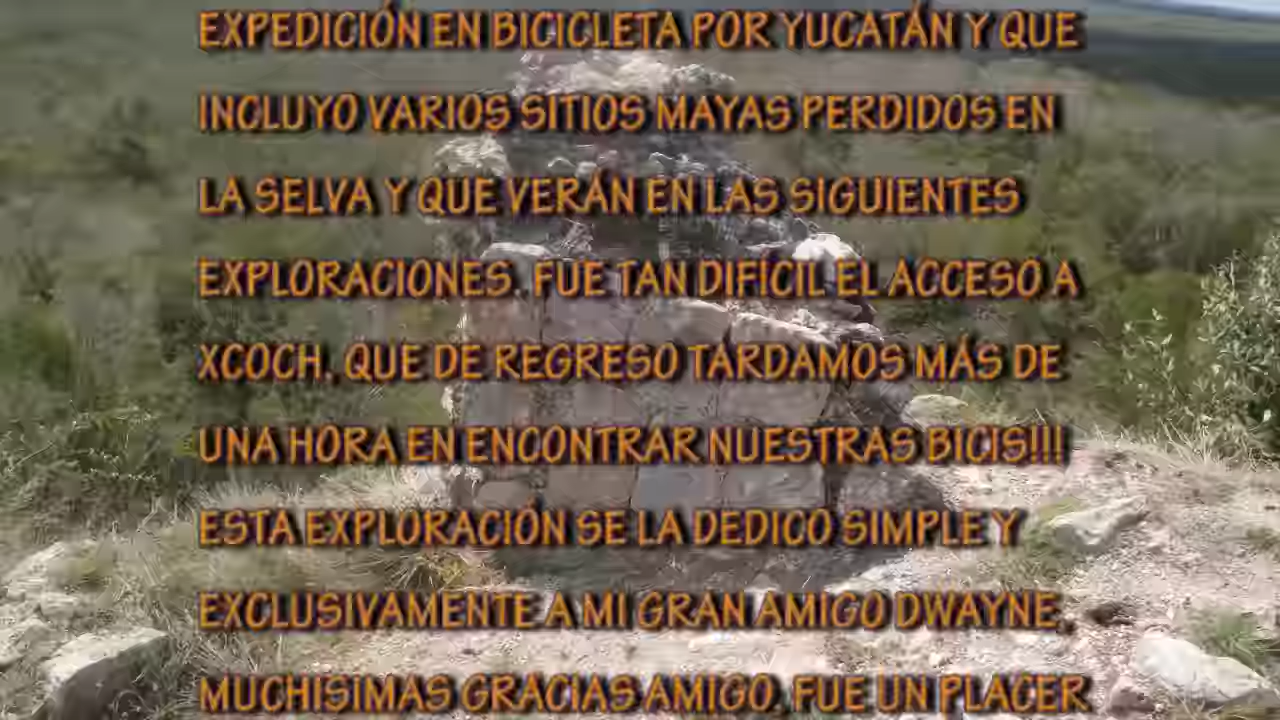 EXPEDICIÓN EN BICICLETA POR YUCATÁN Y QUE
INCLUYO VARIOS SITIOS MAYAS PERDIDOS EN
LA SELVA Y QUE VERÁN EN LAS SIGUIENTES
EXPLORACIONES. FUE TAN DIFÍCIL EL ACCESO A
XCOCH, QUE DE REGRESO TARDAMOS MÁS DE
UNA HORA EN ENCONTRAR NUESTRAS BICIS!!!
ESTA EXPLORACIÓN SE LA DEDICO SIMPLE Y
EXCLUSIVAMENTE A MI GRAN AMIGO DWAYNE,
MUCHISIMAS GRACIAS AMIGO, FUE UN PLACER